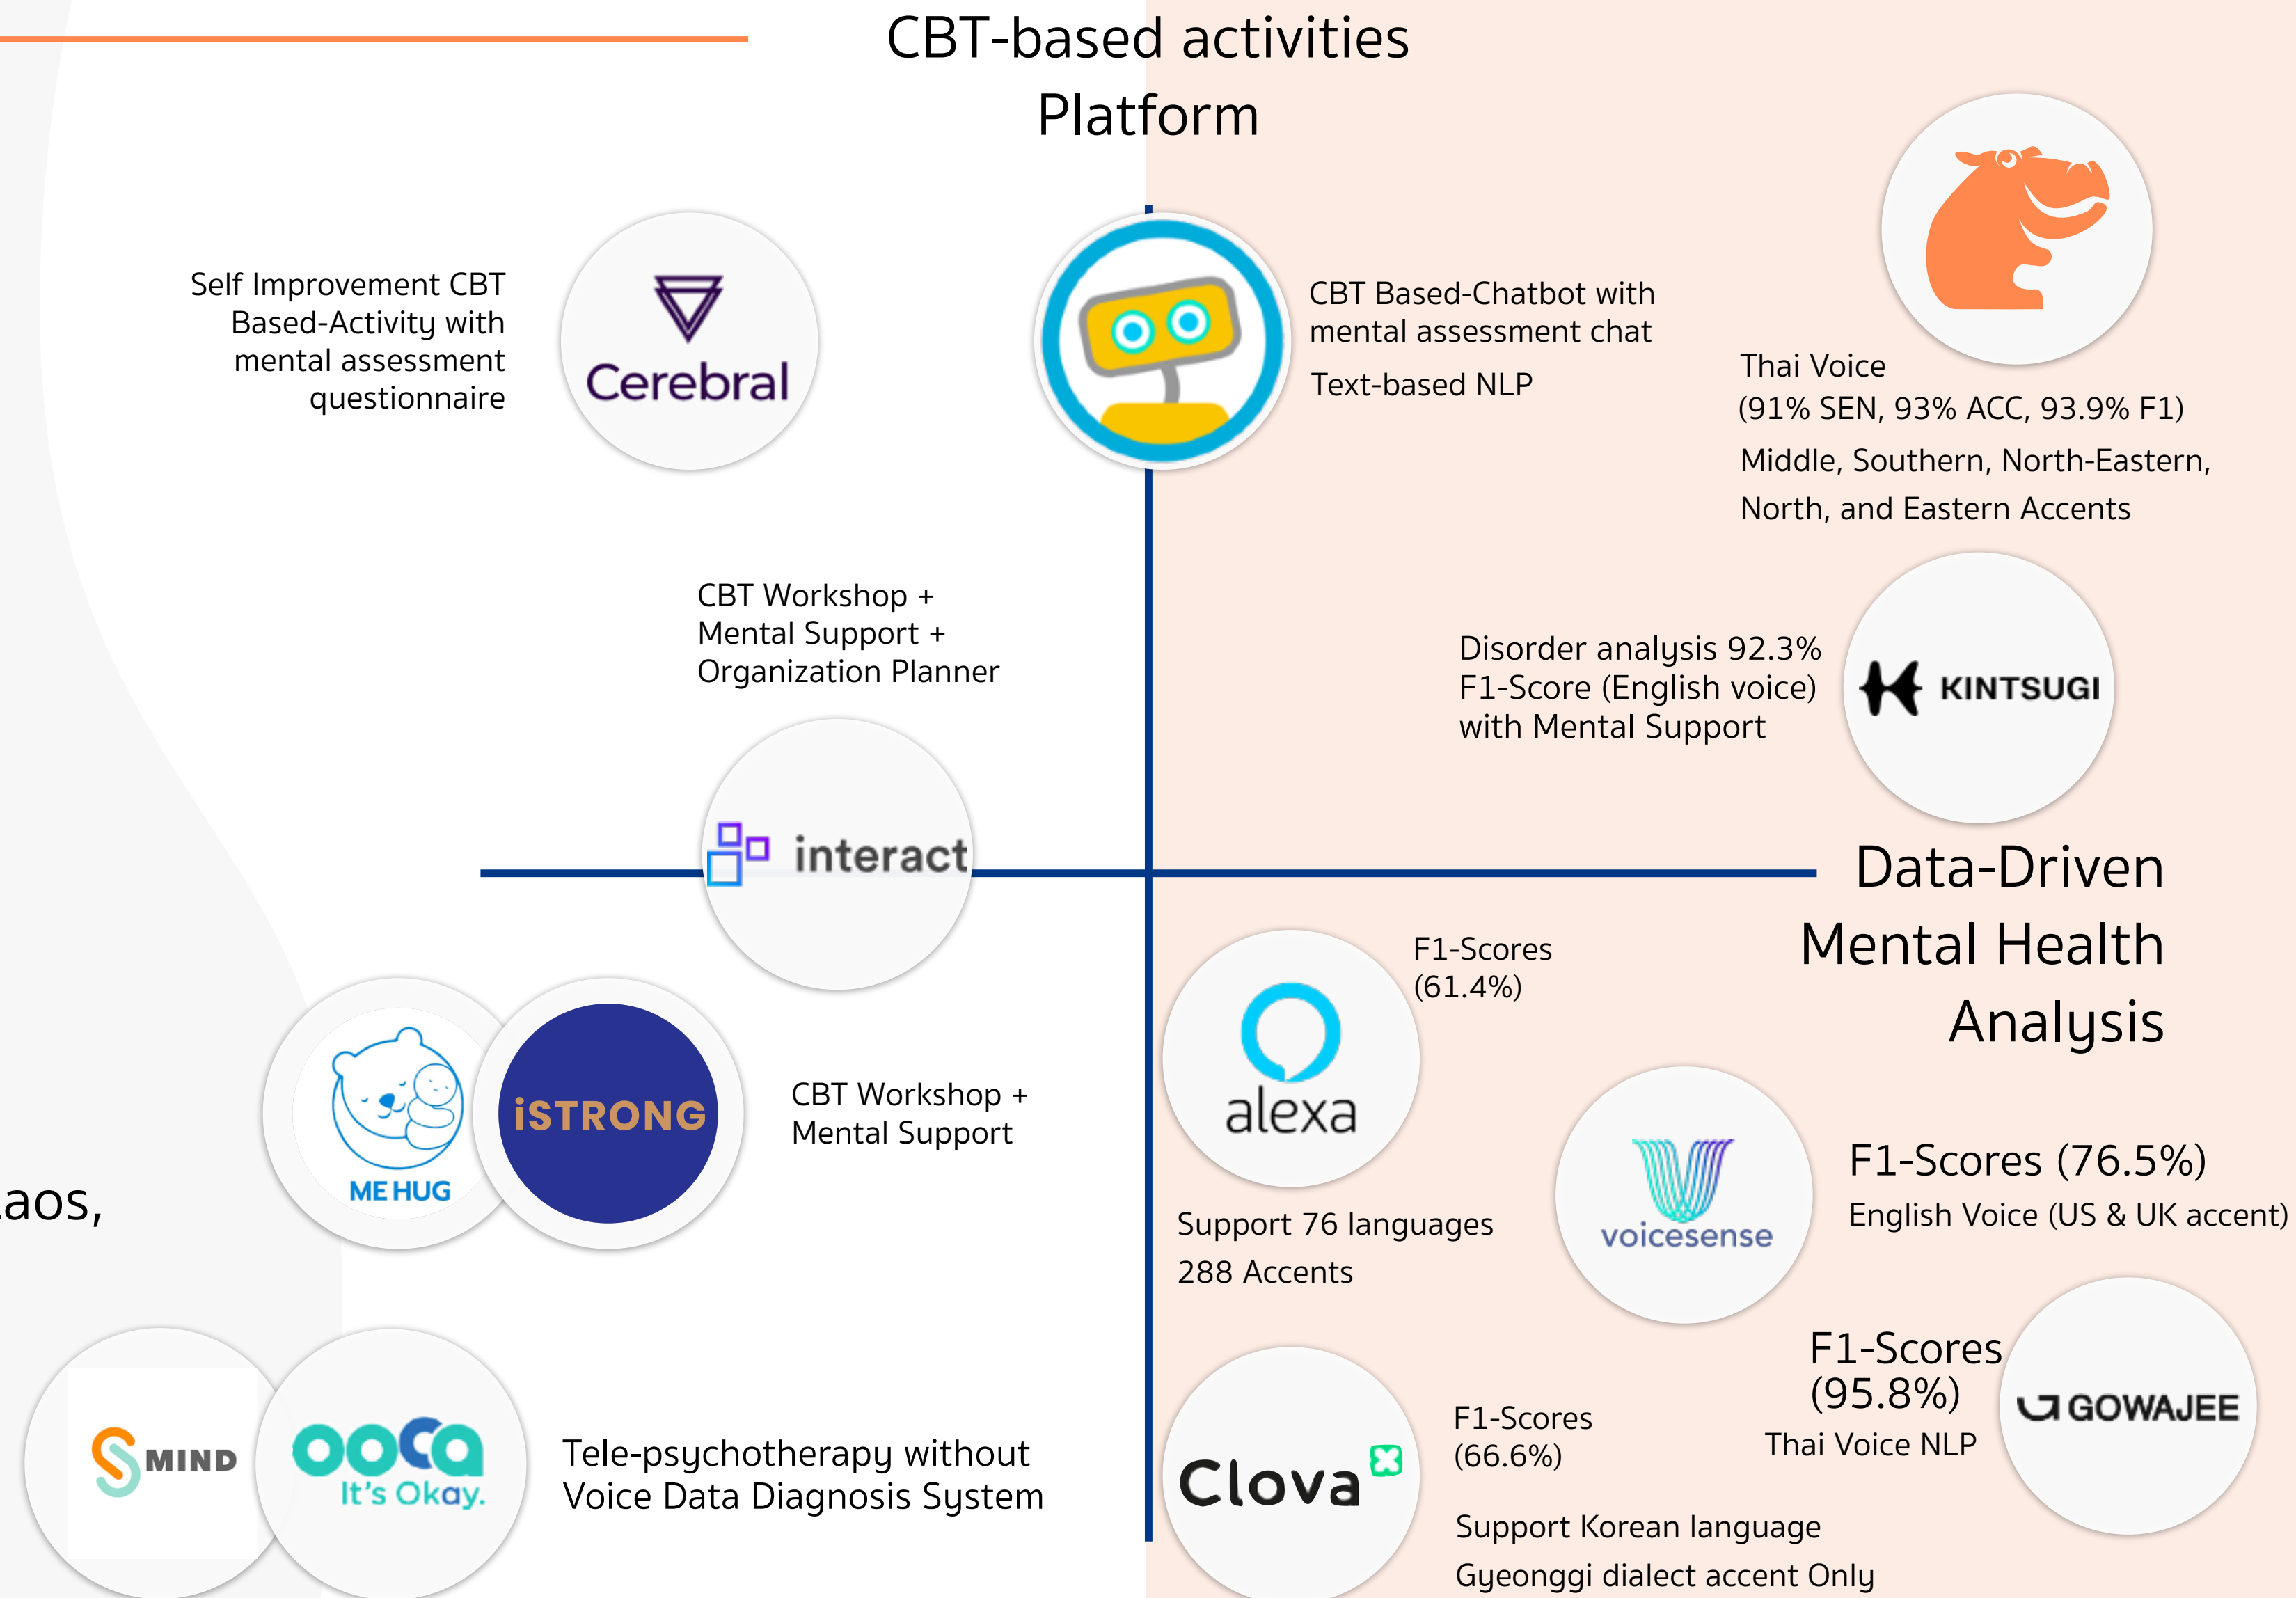 CBT-based activities
Platform
Self Improvement CBT
Based-Activity with
mental assessment
questionnaire
Cerebral
CBT Based-Chatbot with
mental assessment chat
Text-based NLP
Thai Voice
(91% SEN, 93% ACC, 93.9% F1)
Middle, Southern, North-Eastern,
North, and Eastern Accents
CBT Workshop +
Mental Support +
Organization Planner
interact
Disorder analysis 92.3%
F1-Score (English voice)
with Mental Support
KINTSUGI
Data-Driven
Mental Health
Analysis
ME HUG
iSTRONG
CBT Workshop +
Mental Support
alexa
F1-Scores
(61.4%)
Support 76 languages
288 Accents
voicesense
F1-Scores (76.5%)
English Voice (US & UK accent)
aos,
S MIND
ooca
It's Okay.
Tele-psychotherapy without
Voice Data Diagnosis System
Clova
F1-Scores
(66.6%)
Support Korean language
Gyeonggi dialect accent Only
F1-Scores
(95.8%)
Thai Voice NLP
GOWAJEE